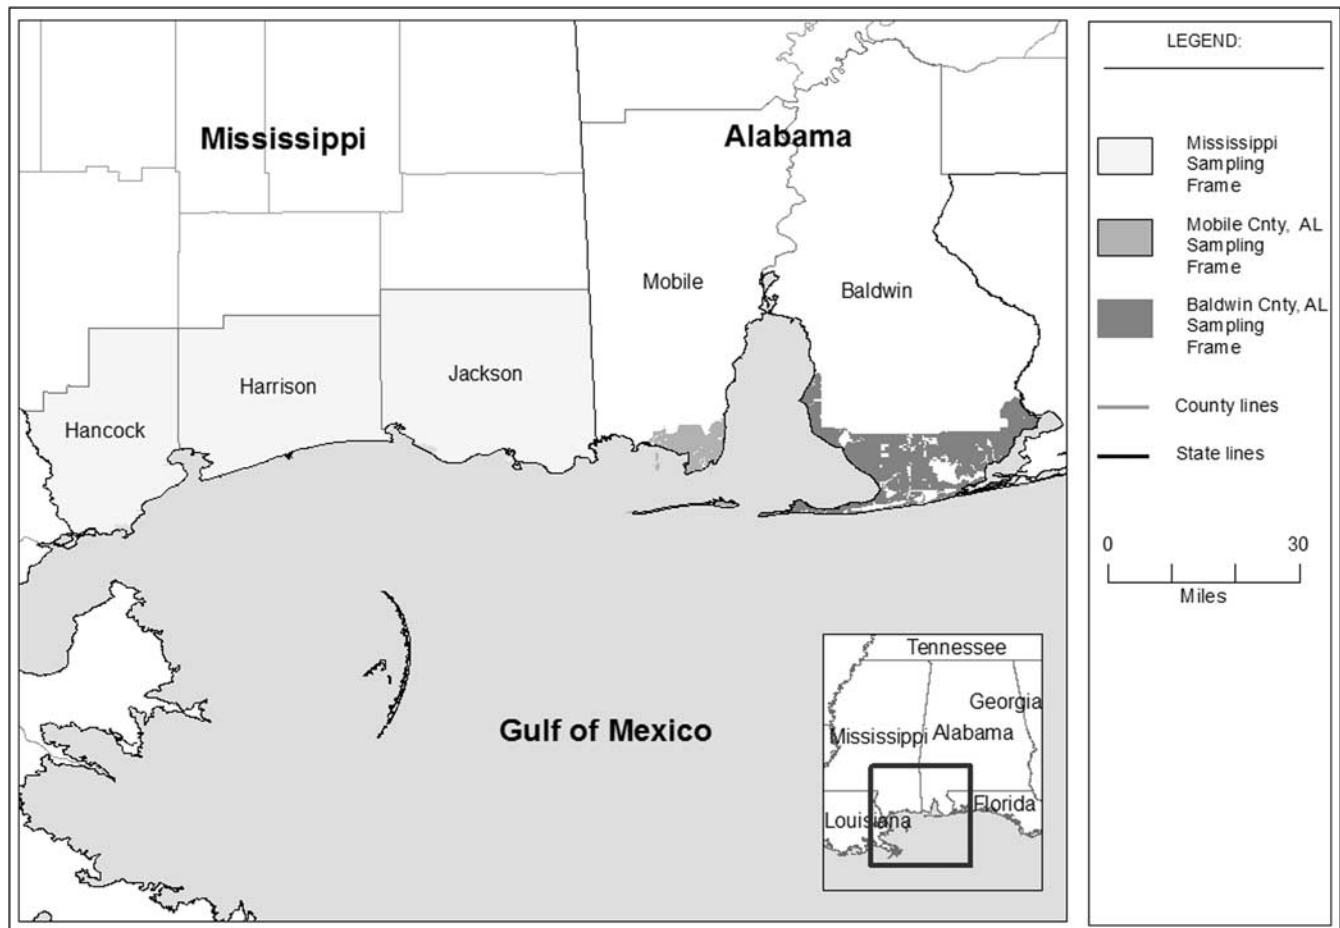 Mississippi
Alabama
Mobile
Baldwin
Jackson
Harrison
Hancock
Gulf of Mexico
Tennessee
Georgia
Mississippi
Alabama
Florida
Louisiana
LEGEND:
Mississippi
Sampling
Frame
Mobile Cnty, AL
Sampling
Frame
Baldwin Cnty, AL
Sampling
Frame
County lines
State lines
0 30
Miles